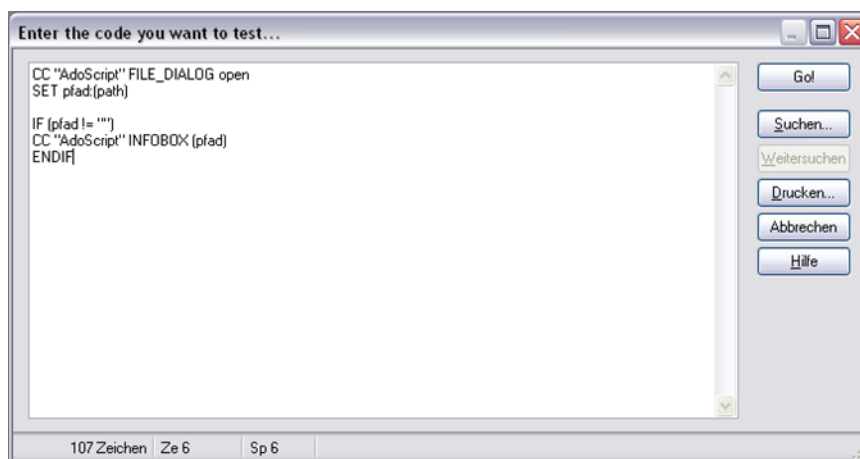 Enter the code you want to test...
CC "AdoScript" FILE_DIALOG open
SET pfad:(path)
IF (pfad != "")
CC "AdoScript" INFOBOX (pfad)
ENDIF
Go!
Suchen...
Weitersuchen
Drucken...
Abbrechen
Hilfe
107 Zeichen Ze 6 Sp 6